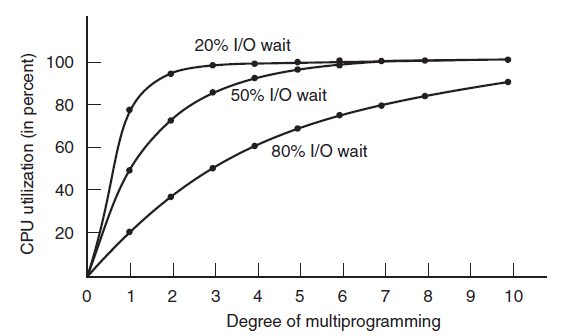 CPU utilization (in percent)
100
80
60
40
20
20% I/O wait
50% I/O wait
80% I/O wait
0 1 2 3 4 5 6 7 8 9 10
Degree of multiprogramming